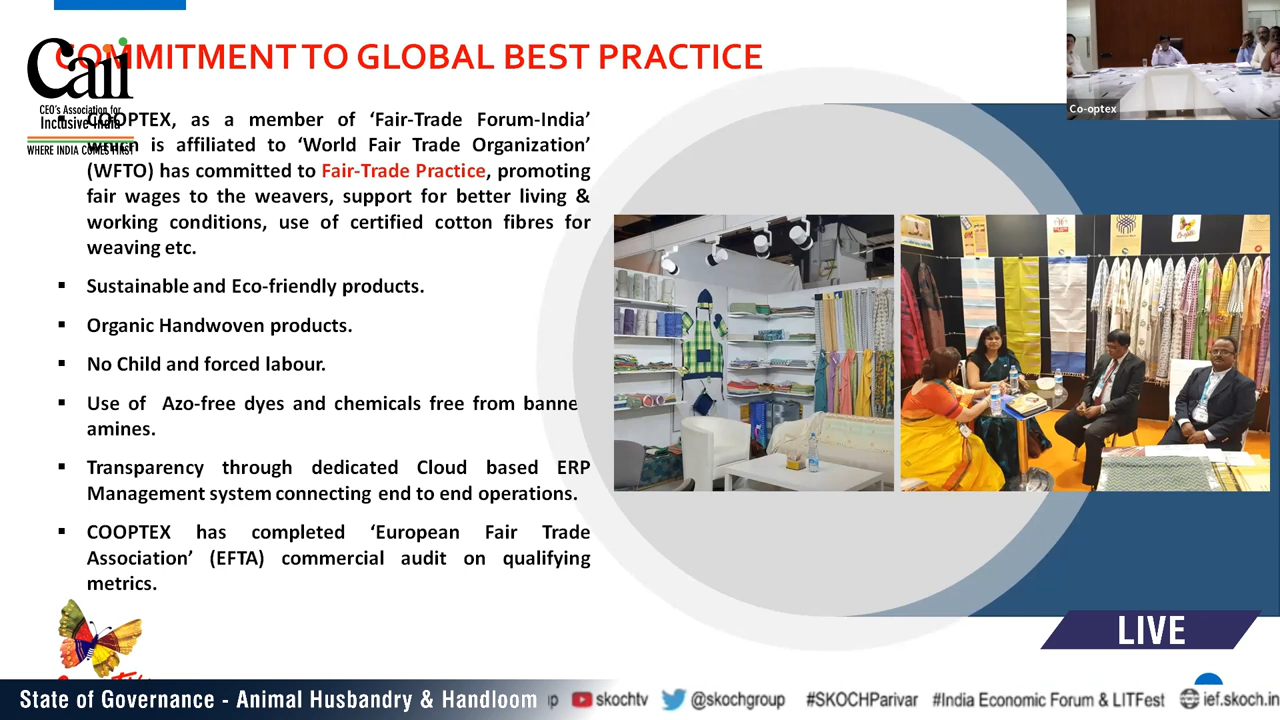 COMMITMENT TO GLOBAL BEST PRACTICE
Caii
CEO's Association for
Inclusive India
WHERE INDIA COMES FIRST
Co-optex
▪ COOPTEX, as a member of ‘Fair-Trade Forum-India’
which is affiliated to ‘World Fair Trade Organization’
(WFTO) has committed to Fair-Trade Practice, promoting
fair wages to the weavers, support for better living &
working conditions, use of certified cotton fibres for
weaving etc.
▪ Sustainable and Eco-friendly products.
▪ Organic Handwoven products.
▪ No Child and forced labour.
▪ Use of Azo-free dyes and chemicals free from banne
amines.
▪ Transparency through dedicated Cloud based ERP
Management system connecting end to end operations.
▪ COOPTEX has completed ‘European Fair Trade
Association’ (EFTA) commercial audit on qualifying
metrics.
LIVE
State of Governance - Animal Husbandry & Handloom
skochtv @skochgroup #SKOCHParivar #India Economic Forum & LITFest ief.skoch.in